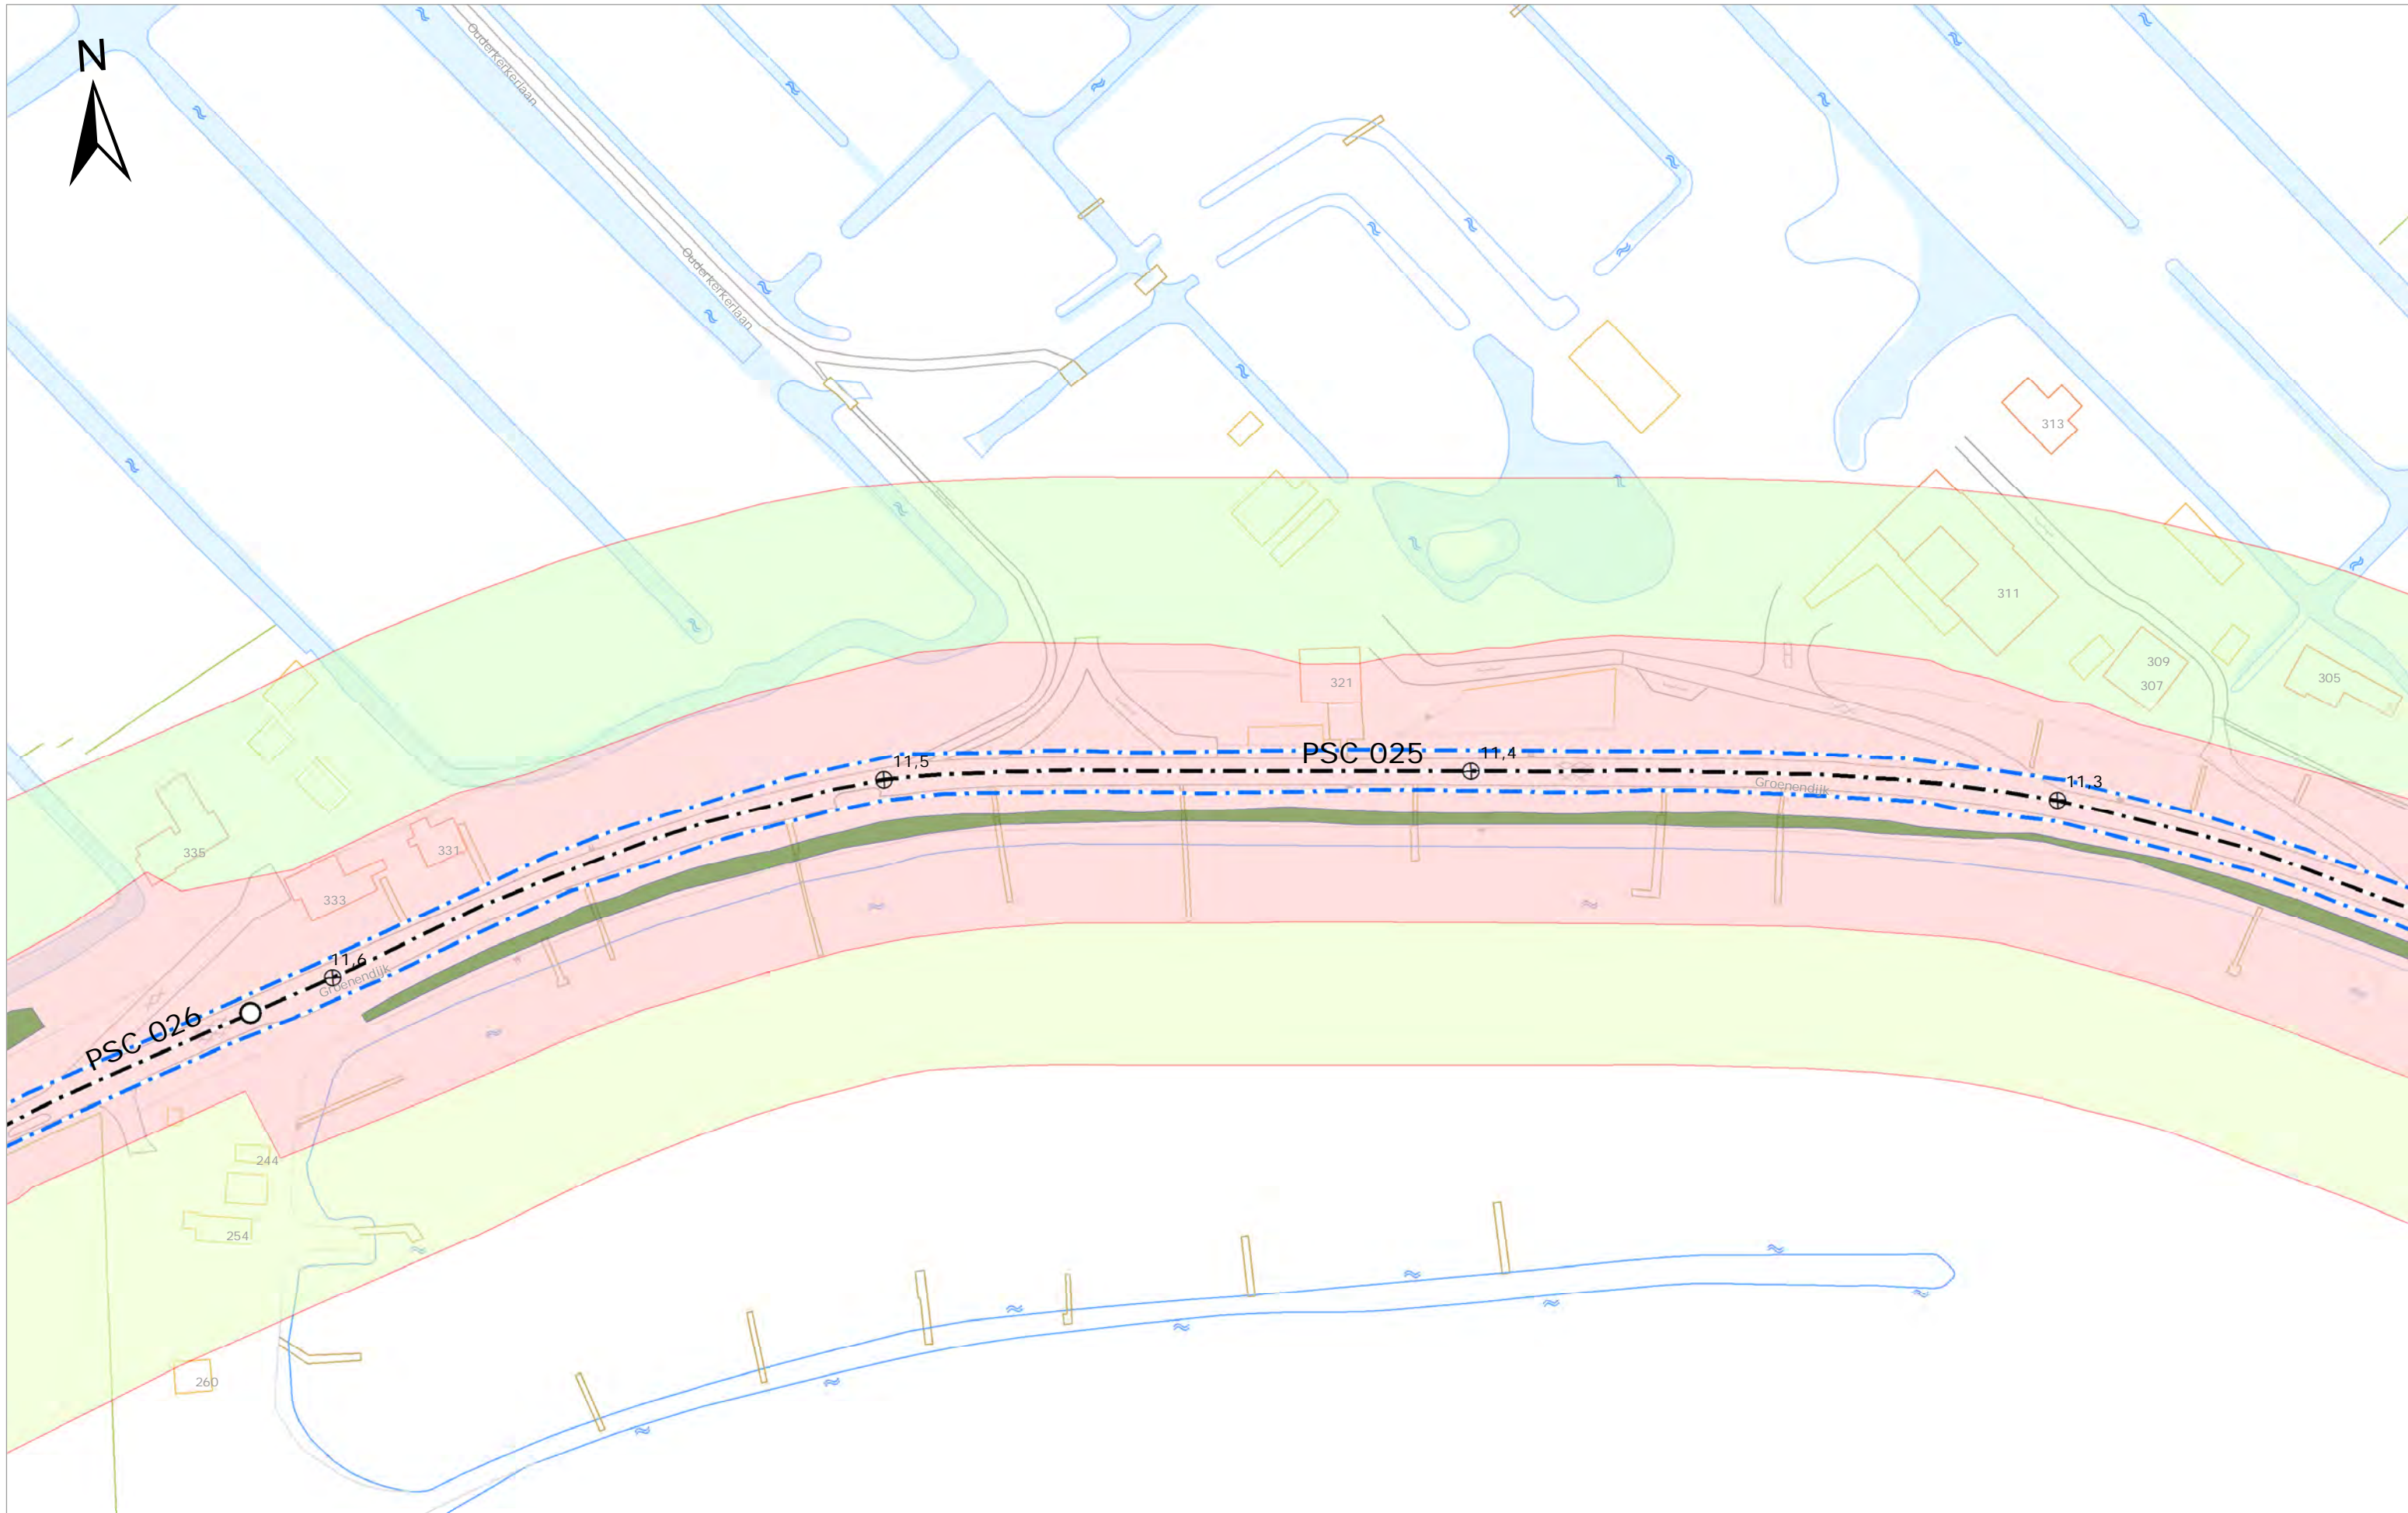 N
Ouderkerkerlaan
Ouderkerkerlaan
313
311
309
307
305
321
PSC 025
11,5
11,4
11,3
Groenendijk
335
331
333
11,6
Groenendijk
PSC 026
244
254
260